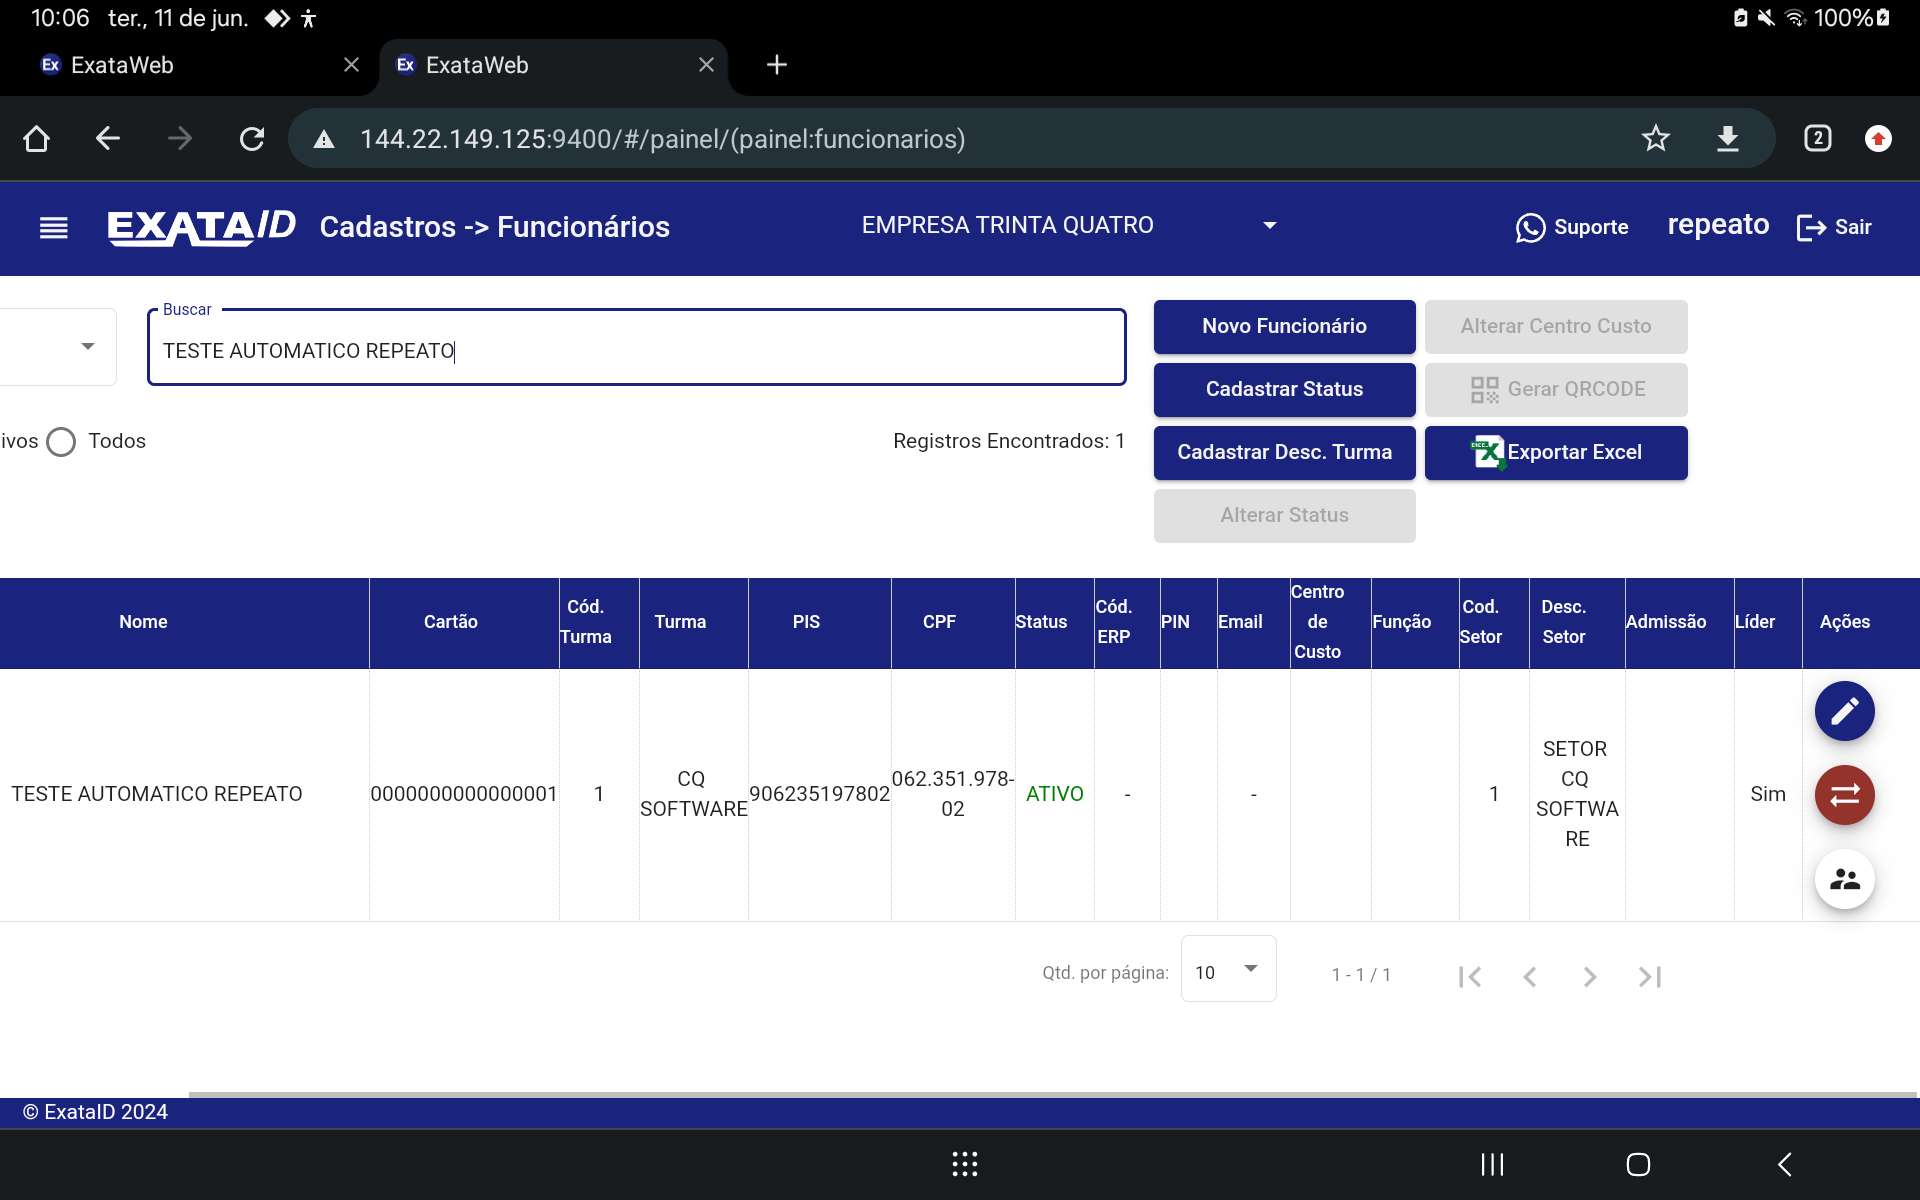 10:06 ter., 11 de jun. 100%
Ex ExataWeb Ex ExataWeb
144.22.149.125:9400/#/painel/(painel:funcionarios) 2
EXATAID Cadastros -> Funcionários EMPRESA TRINTA QUATRO Suporte repeato Sair
Buscar
TESTE AUTOMATICO REPEATO
Novo Funcionário Alterar Centro Custo
Cadastrar Status Gerar QRCODE
ivos Todos Registros Encontrados: 1
Cadastrar Desc. Turma Exportar Excel
Alterar Status
Nome Cartão Cód. Turma Turma PIS CPF Status Cód. ERP PIN Email Centro de Custo Função Cod. Setor Desc. Setor Admissão Líder Ações
TESTE AUTOMATICO REPEATO 0000000000000001 1 CQ SOFTWARE 906235197802 062.351.978-02 ATIVO - - 1 SETOR CQ SOFTWA RE Sim
Qtd. por página: 10 1 - 1 / 1
© ExataID 2024